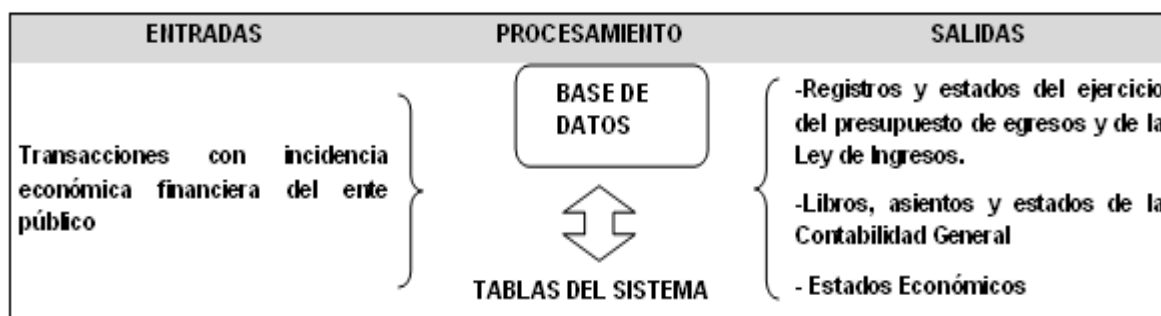 ENTRADAS
PROCESAMIENTO
SALIDAS
Transacciones con incidencia
económica financiera del ente
público
BASE DE
DATOS
TABLAS DEL SISTEMA
-Registros y estados del ejercicio
del presupuesto de egresos y de la
Ley de Ingresos.
-Libros, asientos y estados de la
Contabilidad General
- Estados Económicos